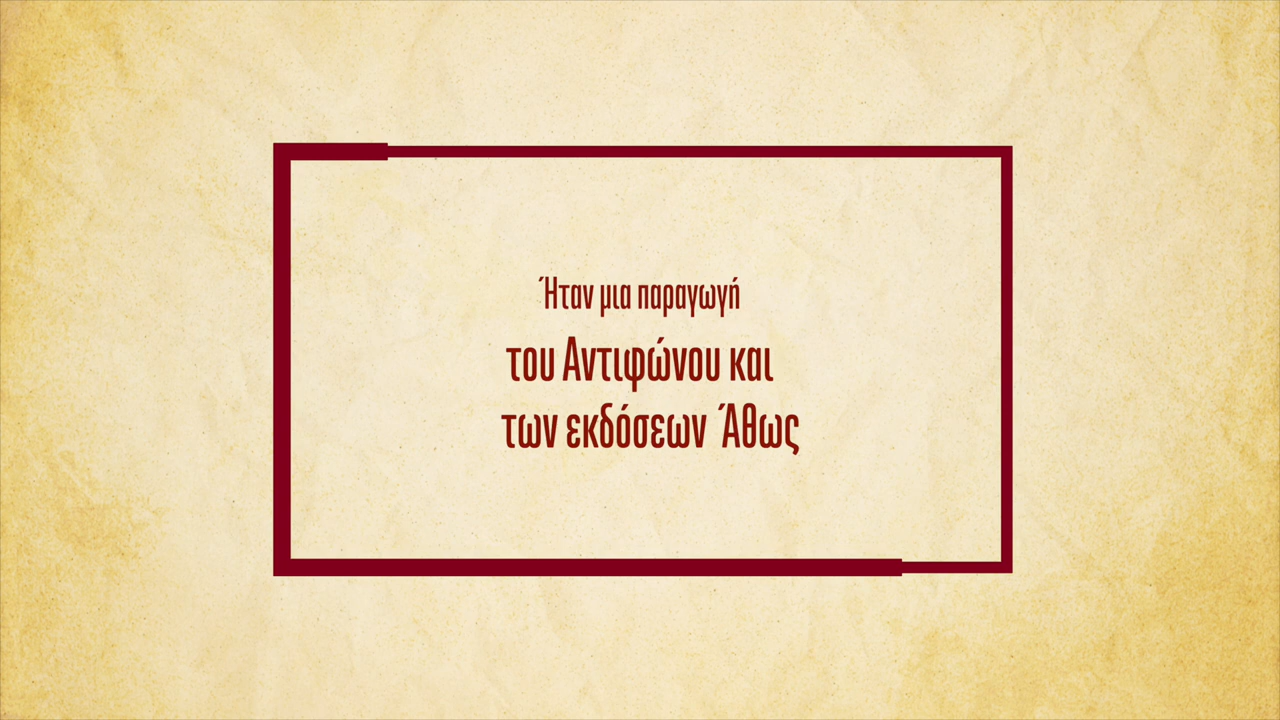 Ήταν μια παραγωγή
του Αντιφώνου και
των εκδόσεων Άθως